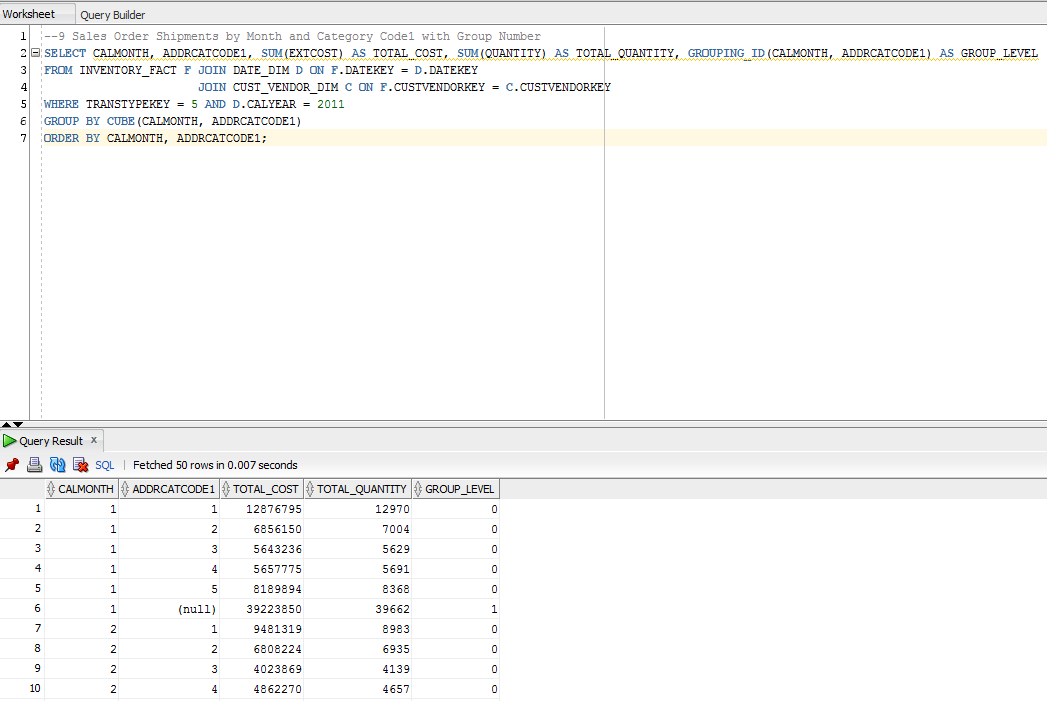 Worksheet Query Builder
1 --9 Sales Order Shipments by Month and Category Code1 with Group Number
2 SELECT CALMONTH, ADDRCATCODE1, SUM(EXTCOST) AS TOTAL_COST, SUM(QUANTITY) AS TOTAL_QUANTITY, GROUPING_ID(CALMONTH, ADDRCATCODE1) AS GROUP_LEVEL
3 FROM INVENTORY_FACT F JOIN DATE_DIM D ON F.DATEKEY = D.DATEKEY
4 JOIN CUST_VENDOR_DIM C ON F.CUSTVENDORKEY = C.CUSTVENDORKEY
5 WHERE TRANSTYPEKEY = 5 AND D.CALYEAR = 2011
6 GROUP BY CUBE(CALMONTH, ADDRCATCODE1)
7 ORDER BY CALMONTH, ADDRCATCODE1;
Query Result x
SQL | Fetched 50 rows in 0.007 seconds
CALMONTH ADDRCATCODE1 TOTAL_COST TOTAL_QUANTITY GROUP_LEVEL
1 1 1 12876795 12970 0
2 1 2 6856150 7004 0
3 1 3 5643236 5629 0
4 1 4 5657775 5691 0
5 1 5 8189894 8368 0
6 1 (null) 39223850 39662 1
7 2 1 9481319 8983 0
8 2 2 6808224 6935 0
9 2 3 4023869 4139 0
10 2 4 4862270 4657 0